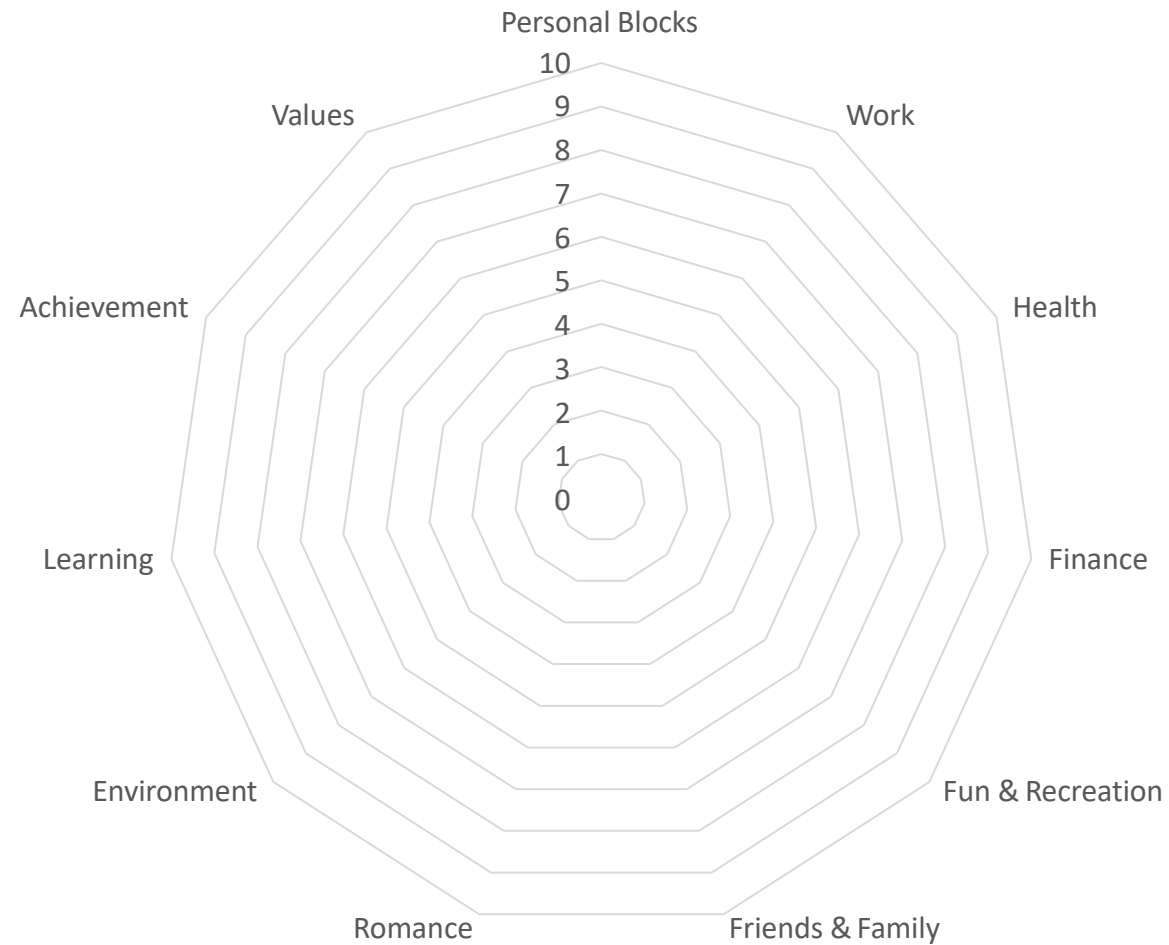 Personal Blocks
10
9
8
7
6
5
4
3
2
1
0
Work
Health
Finance
Fun & Recreation
Friends & Family
Romance
Environment
Learning
Achievement
Values